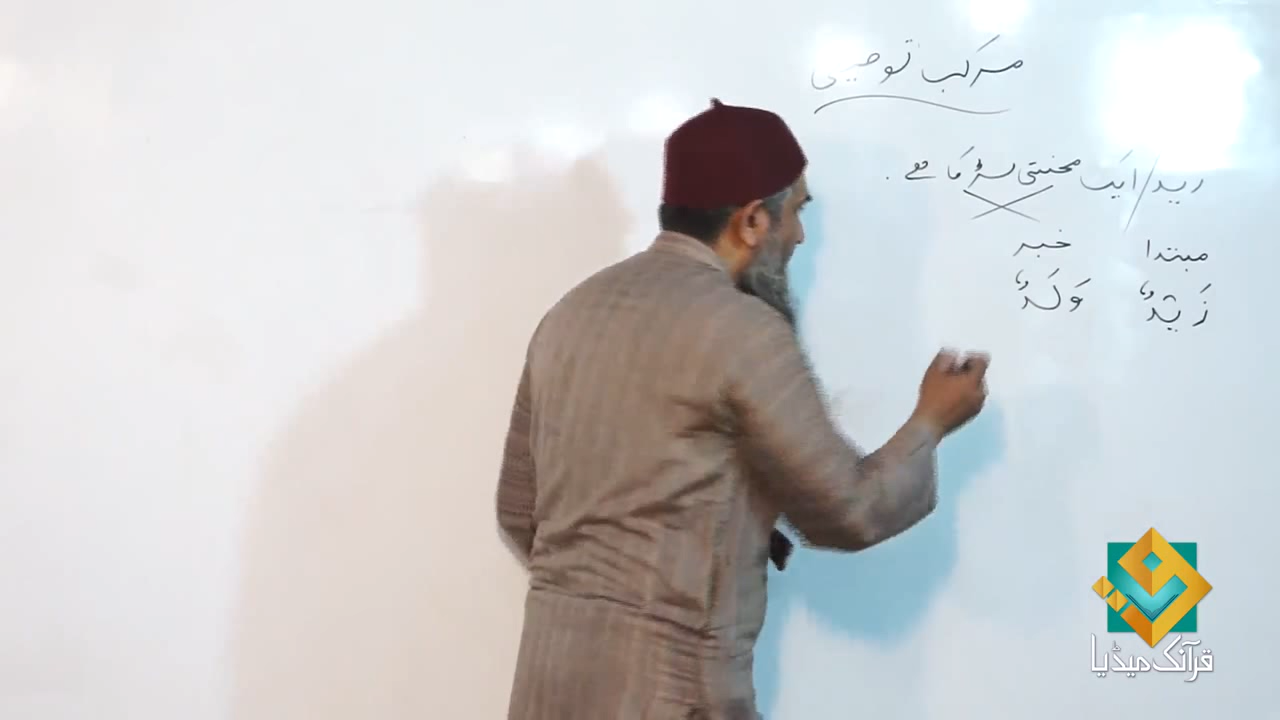 مرکب توصیفی
زید / ایک محنتی لڑکا ہے۔
مبتدا خبر
زَیْدٌ وَلَدٌ
قرآنک میڈیا